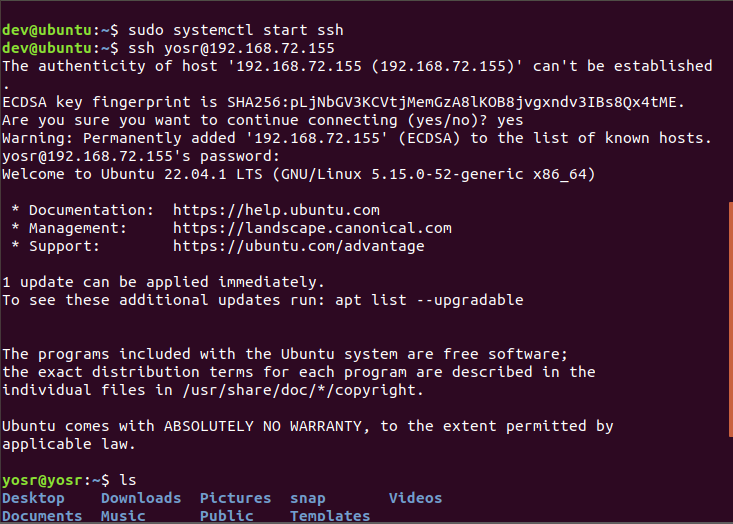 dev@ubuntu:~$ sudo systemctl start ssh
dev@ubuntu:~$ ssh yosr@192.168.72.155
The authenticity of host '192.168.72.155 (192.168.72.155)' can't be established
.
ECDSA key fingerprint is SHA256:pLjNbGV3KCVtjMemGzA8lKOB8jvgxndv3IBs8Qx4tME.
Are you sure you want to continue connecting (yes/no)? yes
Warning: Permanently added '192.168.72.155' (ECDSA) to the list of known hosts.
yosr@192.168.72.155's password:
Welcome to Ubuntu 22.04.1 LTS (GNU/Linux 5.15.0-52-generic x86_64)

 * Documentation:  https://help.ubuntu.com
 * Management:     https://landscape.canonical.com
 * Support:        https://ubuntu.com/advantage

1 update can be applied immediately.
To see these additional updates run: apt list --upgradable


The programs included with the Ubuntu system are free software;
the exact distribution terms for each program are described in the
individual files in /usr/share/doc/*/copyright.

Ubuntu comes with ABSOLUTELY NO WARRANTY, to the extent permitted by
applicable law.

yosr@yosr:~$ ls
Desktop    Downloads  Pictures  snap       Videos
Documents  Music      Public    Templates